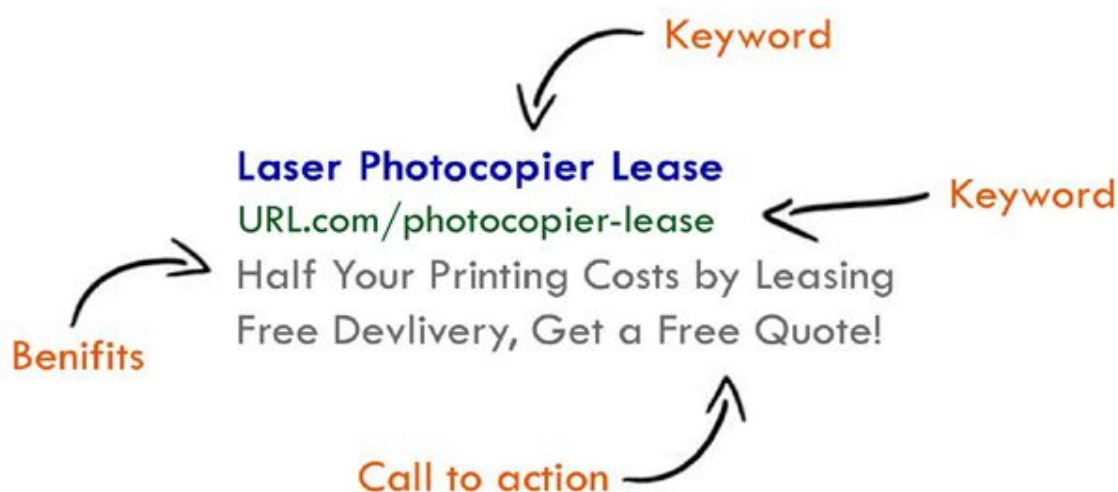 Keyword
Laser Photocopier Lease
URL.com/photocopier-lease
Keyword
Half Your Printing Costs by Leasing
Free Devlivery, Get a Free Quote!
Benifits
Call to action